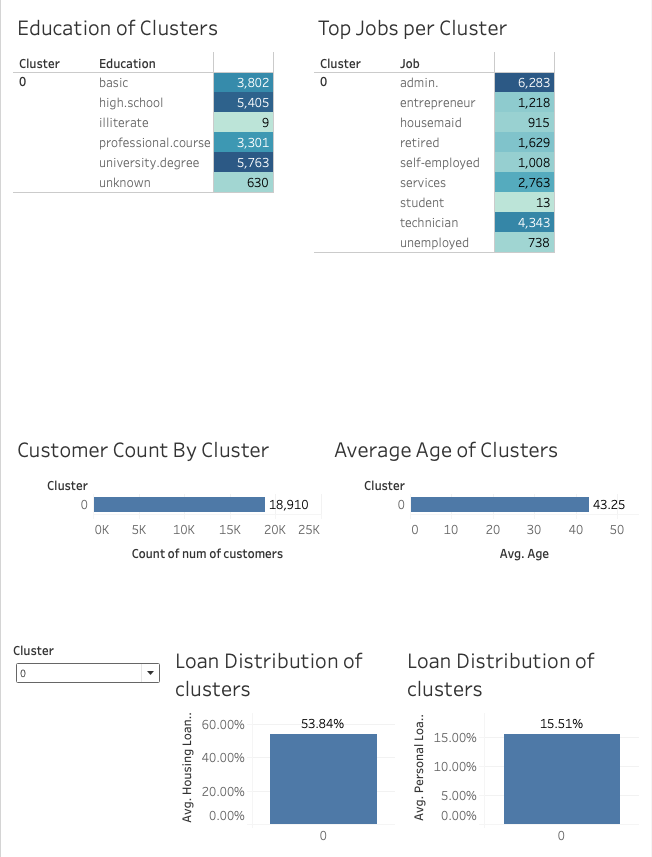 Education of Clusters
Cluster Education
0 basic 3,802
high.school 5,405
illiterate 9
professional.course 3,301
university.degree 5,763
unknown 630
Top Jobs per Cluster
Cluster Job
0 admin. 6,283
entrepreneur 1,218
housemaid 915
retired 1,629
self-employed 1,008
services 2,763
student 13
technician 4,343
unemployed 738
Customer Count By Cluster
Cluster
0 18,910
0K 5K 10K 15K 20K 25K
Count of num of customers
Average Age of Clusters
Cluster
0 43.25
0 10 20 30 40 50
Avg. Age
Cluster
0
Loan Distribution of
clusters
Avg. Housing Loan..
60.00%
40.00%
20.00%
0.00%
53.84%
0
Loan Distribution of
clusters
Avg. Personal Loa..
15.00%
10.00%
5.00%
0.00%
15.51%
0